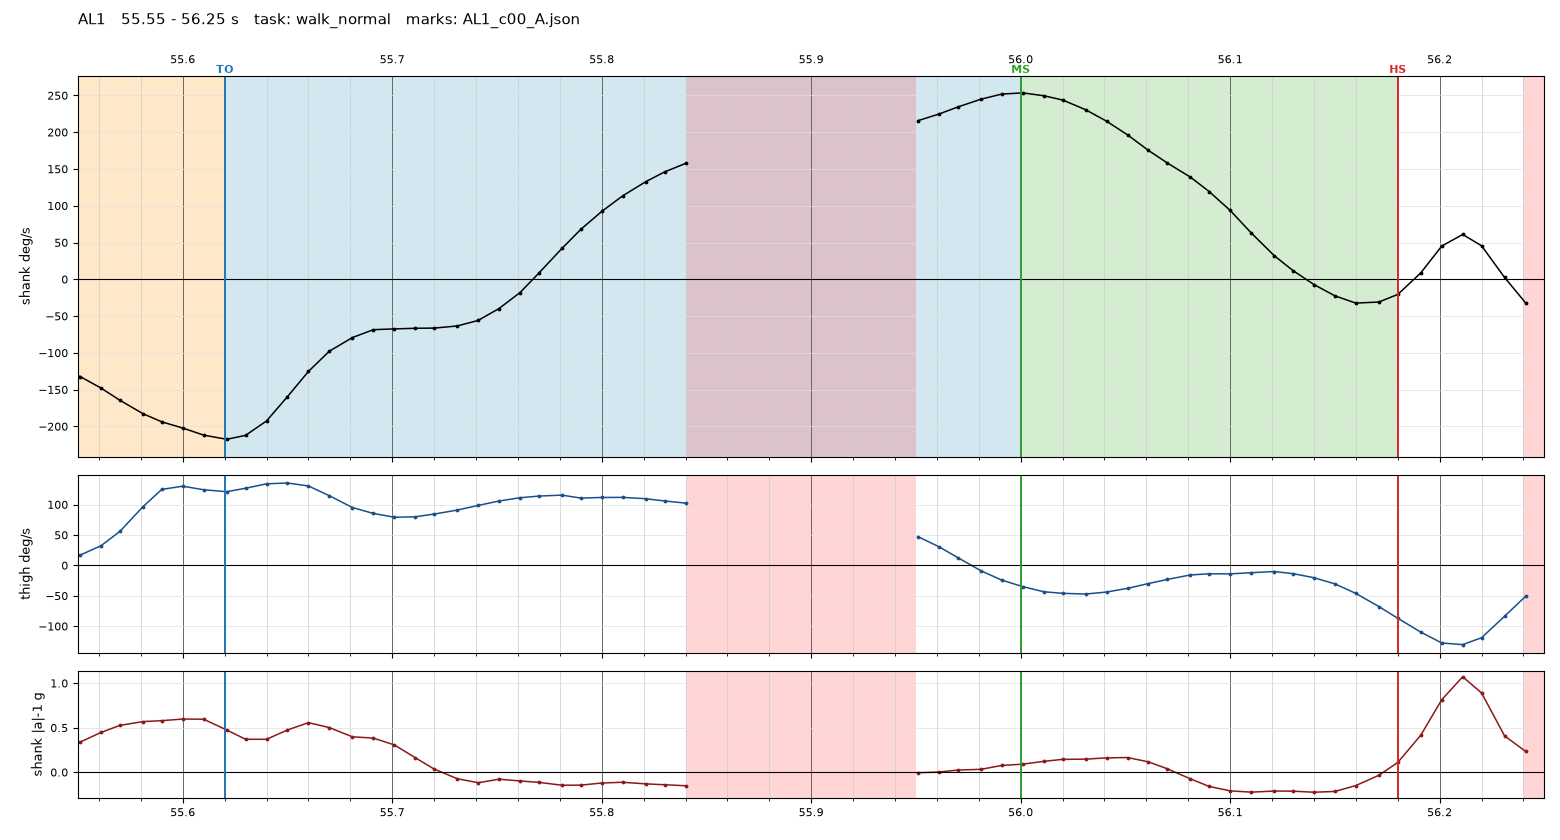 AL1   55.55 - 56.25 s   task: walk_normal   marks: AL1_c00_A.json
55.6 55.7 55.8 55.9 56.0 56.1 56.2
TO MS HS
shank deg/s
250
200
150
100
50
0
−50
−100
−150
−200
thigh deg/s
100
50
0
−50
−100
shank |a|-1 g
1.0
0.5
0.0
55.6 55.7 55.8 55.9 56.0 56.1 56.2